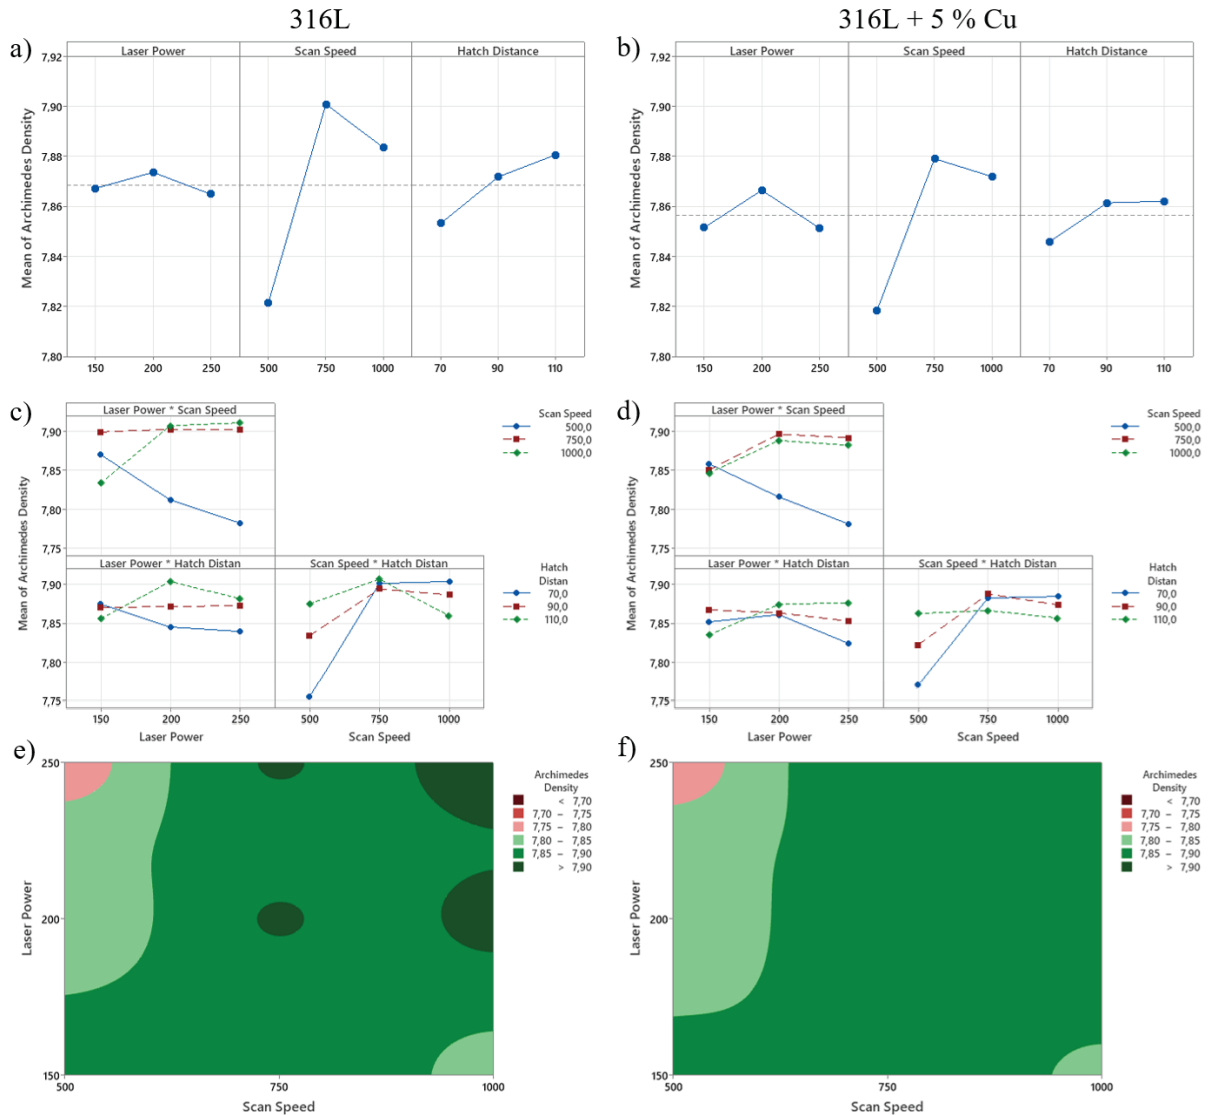 316L
316L + 5 % Cu
a)
Laser Power
Scan Speed
Hatch Distance
Mean of Archimedes Density
7,92
7,90
7,88
7,86
7,84
7,82
7,80
150 200 250 500 750 1000 70 90 110
b)
Laser Power
Scan Speed
Hatch Distance
Mean of Archimedes Density
7,92
7,90
7,88
7,86
7,84
7,82
7,80
150 200 250 500 750 1000 70 90 110
c)
Laser Power * Scan Speed
Mean of Archimedes Density
7,90
7,85
7,80
7,75
Scan Speed
500,0
750,0
1000,0
Laser Power * Hatch Distan
Scan Speed * Hatch Distan
7,90
7,85
7,80
7,75
Hatch
Distan
70,0
90,0
110,0
150 200 250 500 750 1000
Laser Power
Scan Speed
d)
Laser Power * Scan Speed
Mean of Archimedes Density
7,90
7,85
7,80
7,75
Scan Speed
500,0
750,0
1000,0
Laser Power * Hatch Distan
Scan Speed * Hatch Distan
7,90
7,85
7,80
7,75
Hatch
Distan
70,0
90,0
110,0
150 200 250 500 750 1000
Laser Power
Scan Speed
e)
Laser Power
250
200
150
500 750 1000
Scan Speed
Archimedes
Density
< 7,70
7,70 – 7,75
7,75 – 7,80
7,80 – 7,85
7,85 – 7,90
> 7,90
f)
Laser Power
250
200
150
500 750 1000
Scan Speed
Archimedes
Density
< 7,70
7,70 – 7,75
7,75 – 7,80
7,80 – 7,85
7,85 – 7,90
> 7,90